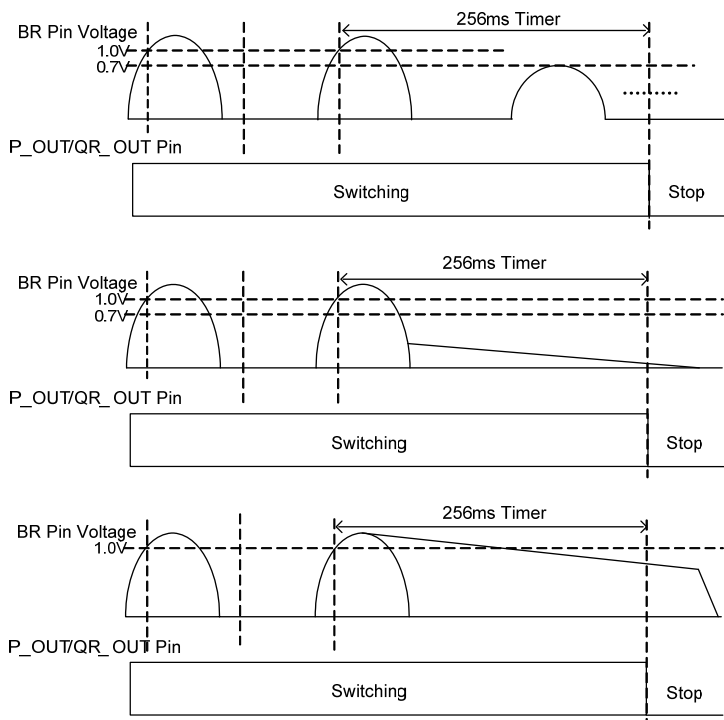 256ms Timer
BR Pin Voltage
1.0V
0.7V
P_OUT/QR_OUT Pin
Switching
Stop
256ms Timer
BR Pin Voltage
1.0V
0.7V
P_OUT/QR_OUT Pin
Switching
Stop
256ms Timer
BR Pin Voltage
1.0V
P_OUT/QR_OUT Pin
Switching
Stop